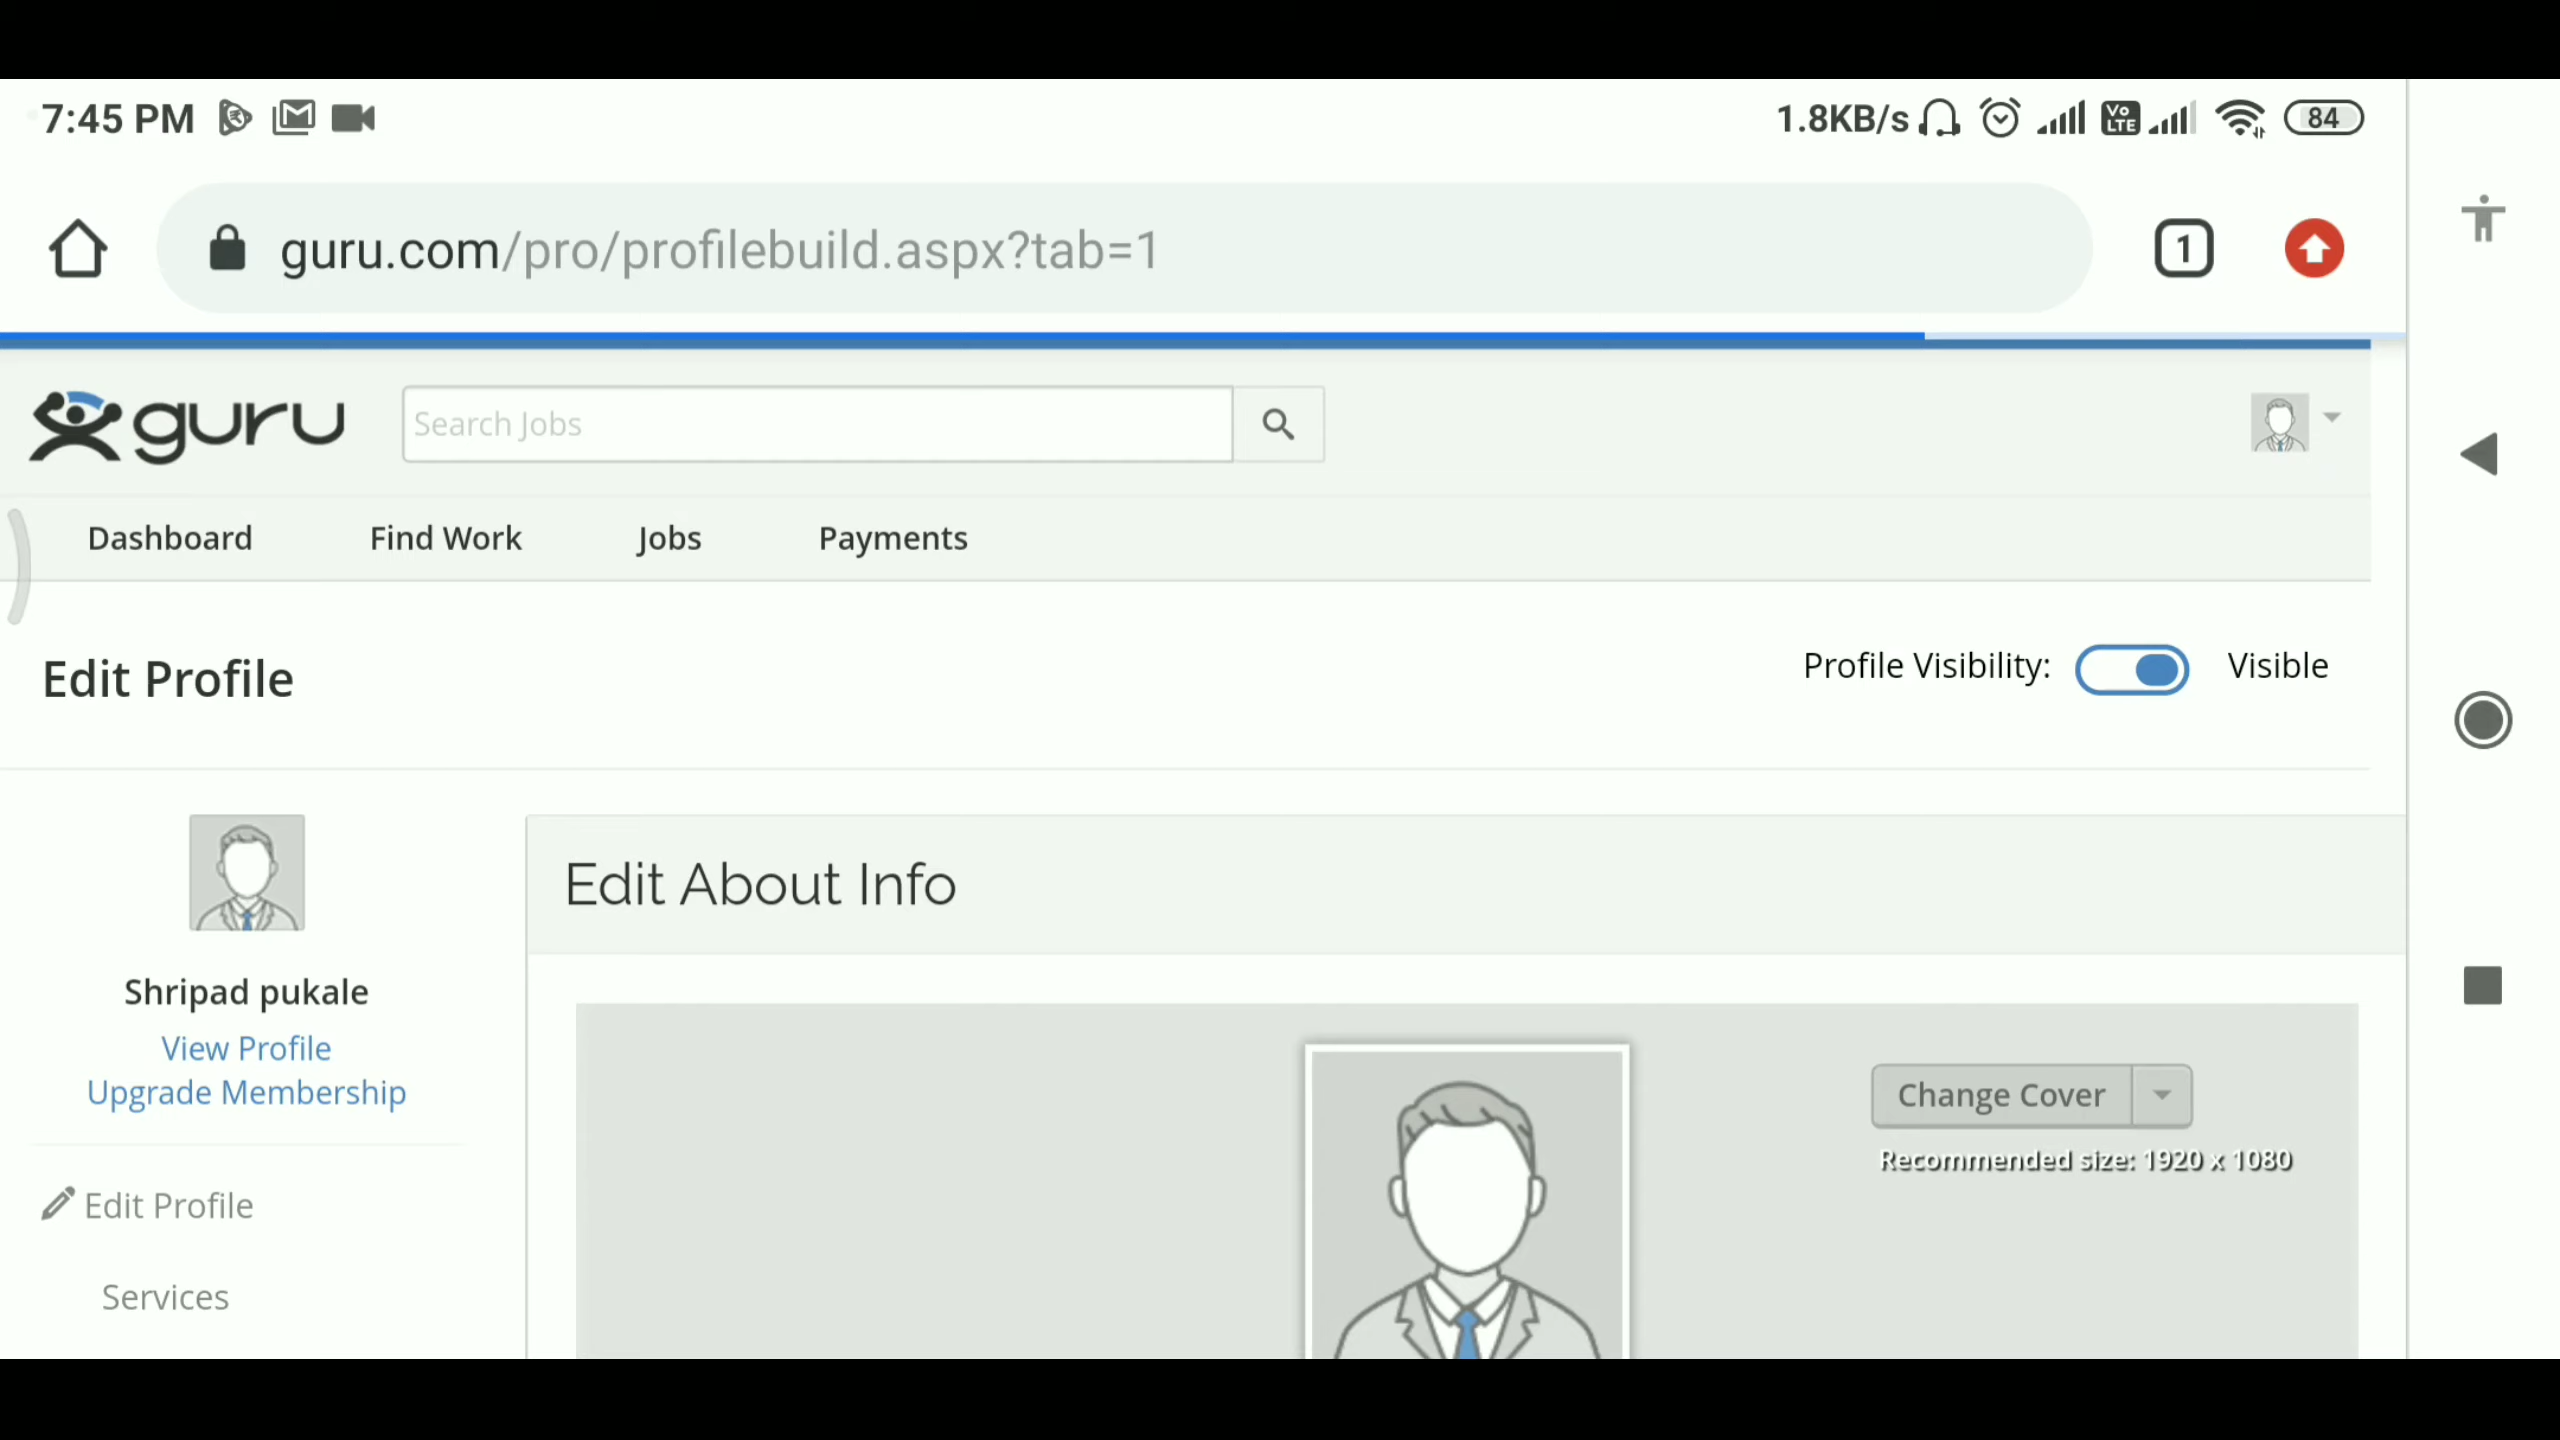 7:45 PM
1.8KB/s
Vo
LTE
84
guru.com/pro/profilebuild.aspx?tab=1
1
guru
Search Jobs
Dashboard
Find Work
Jobs
Payments
Edit Profile
Profile Visibility:
Visible
Edit About Info
Shripad pukale
View Profile
Upgrade Membership
Change Cover
Recommended size: 1920 x 1080
Edit Profile
Services